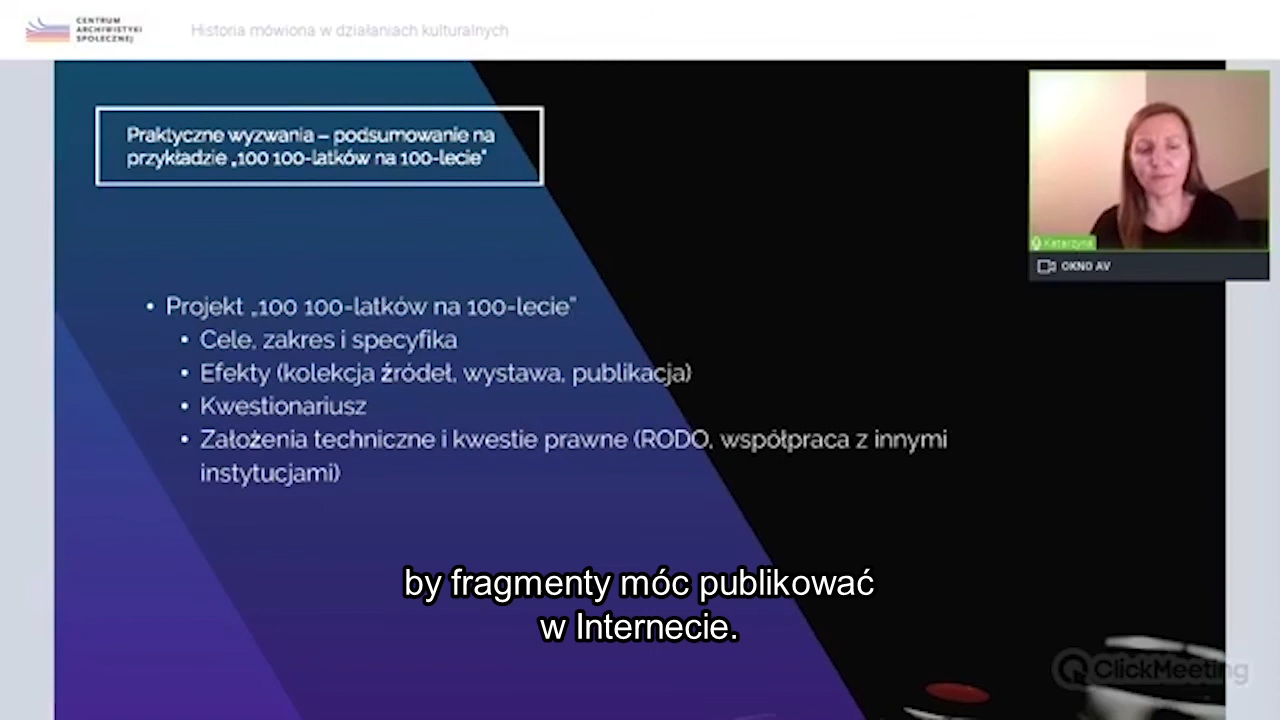 CENTRUM
ARCHIWISTYKI
SPOŁECZNEJ
Historia mówiona w działaniach kulturalnych
Praktyczne wyzwania – podsumowanie na
przykładzie „100 100-latków na 100-lecie”
Katarzyna
OKNO AV
• Projekt „100 100-latków na 100-lecie”
• Cele, zakres i specyfika
• Efekty (kolekcja źródeł, wystawa, publikacja)
• Kwestionariusz
• Założenia techniczne i kwestie prawne (RODO, współpraca z innymi
instytucjami)
by fragmenty móc publikować
w Internecie.
ClickMeeting